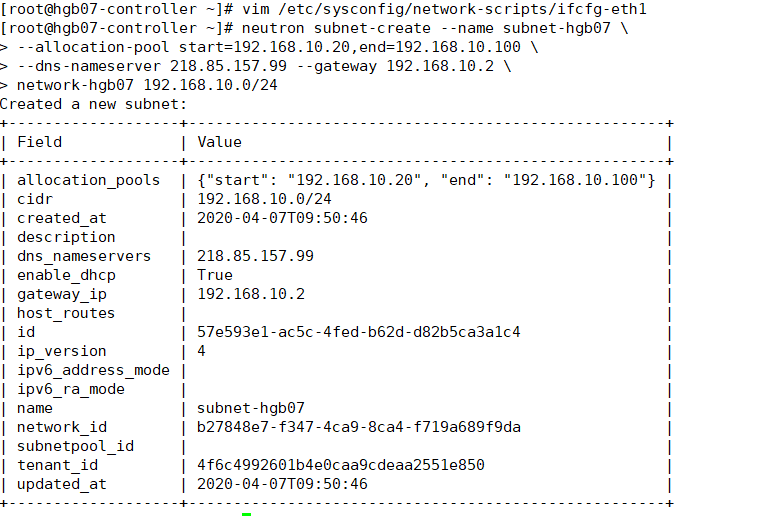 [root@hgb07-controller ~]# vim /etc/sysconfig/network-scripts/ifcfg-eth1
[root@hgb07-controller ~]# neutron subnet-create --name subnet-hgb07 \
> --allocation-pool start=192.168.10.20,end=192.168.10.100 \
> --dns-nameserver 218.85.157.99 --gateway 192.168.10.2 \
> network-hgb07 192.168.10.0/24
Created a new subnet:
+-------------------+-----------------------------------------------------+
| Field             | Value                                               |
+-------------------+-----------------------------------------------------+
| allocation_pools  | {"start": "192.168.10.20", "end": "192.168.10.100"} |
| cidr              | 192.168.10.0/24                                     |
| created_at        | 2020-04-07T09:50:46                                 |
| description       |                                                     |
| dns_nameservers   | 218.85.157.99                                       |
| enable_dhcp       | True                                                |
| gateway_ip        | 192.168.10.2                                        |
| host_routes       |                                                     |
| id                | 57e593e1-ac5c-4fed-b62d-d82b5ca3a1c4                |
| ip_version        | 4                                                   |
| ipv6_address_mode |                                                     |
| ipv6_ra_mode      |                                                     |
| name              | subnet-hgb07                                        |
| network_id        | b27848e7-f347-4ca9-8ca4-f719a689f9da                |
| subnetpool_id     |                                                     |
| tenant_id         | 4f6c4992601b4e0caa9cdeaa2551e850                    |
| updated_at        | 2020-04-07T09:50:46                                 |
+-------------------+-----------------------------------------------------+